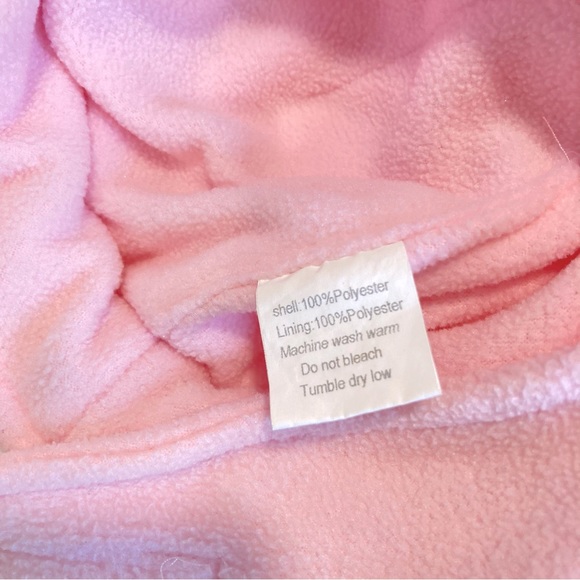 shell:100%Polyester
Lining:100%Polyester
Machine wash warm
Do not bleach
Tumble dry low